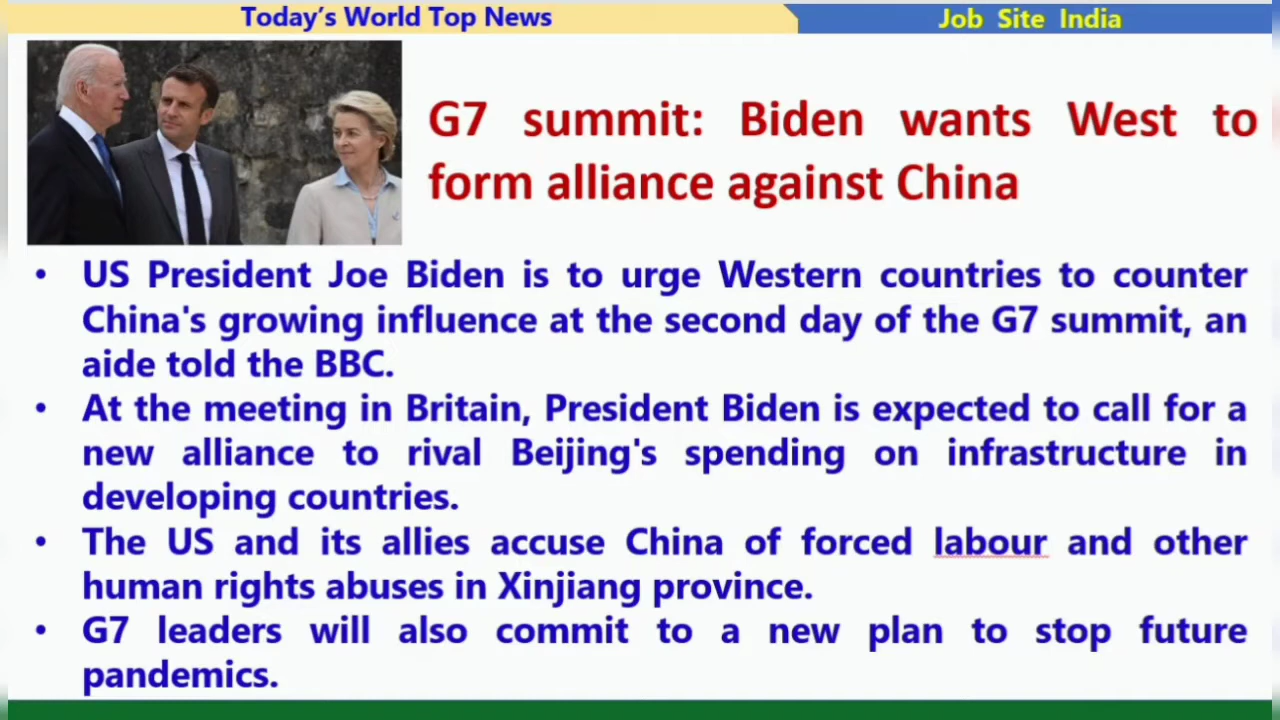 Today’s World Top News
Job Site India
G7 summit: Biden wants West to
form alliance against China
• US President Joe Biden is to urge Western countries to counter
China's growing influence at the second day of the G7 summit, an
aide told the BBC.
• At the meeting in Britain, President Biden is expected to call for a
new alliance to rival Beijing's spending on infrastructure in
developing countries.
• The US and its allies accuse China of forced labour and other
human rights abuses in Xinjiang province.
• G7 leaders will also commit to a new plan to stop future
pandemics.